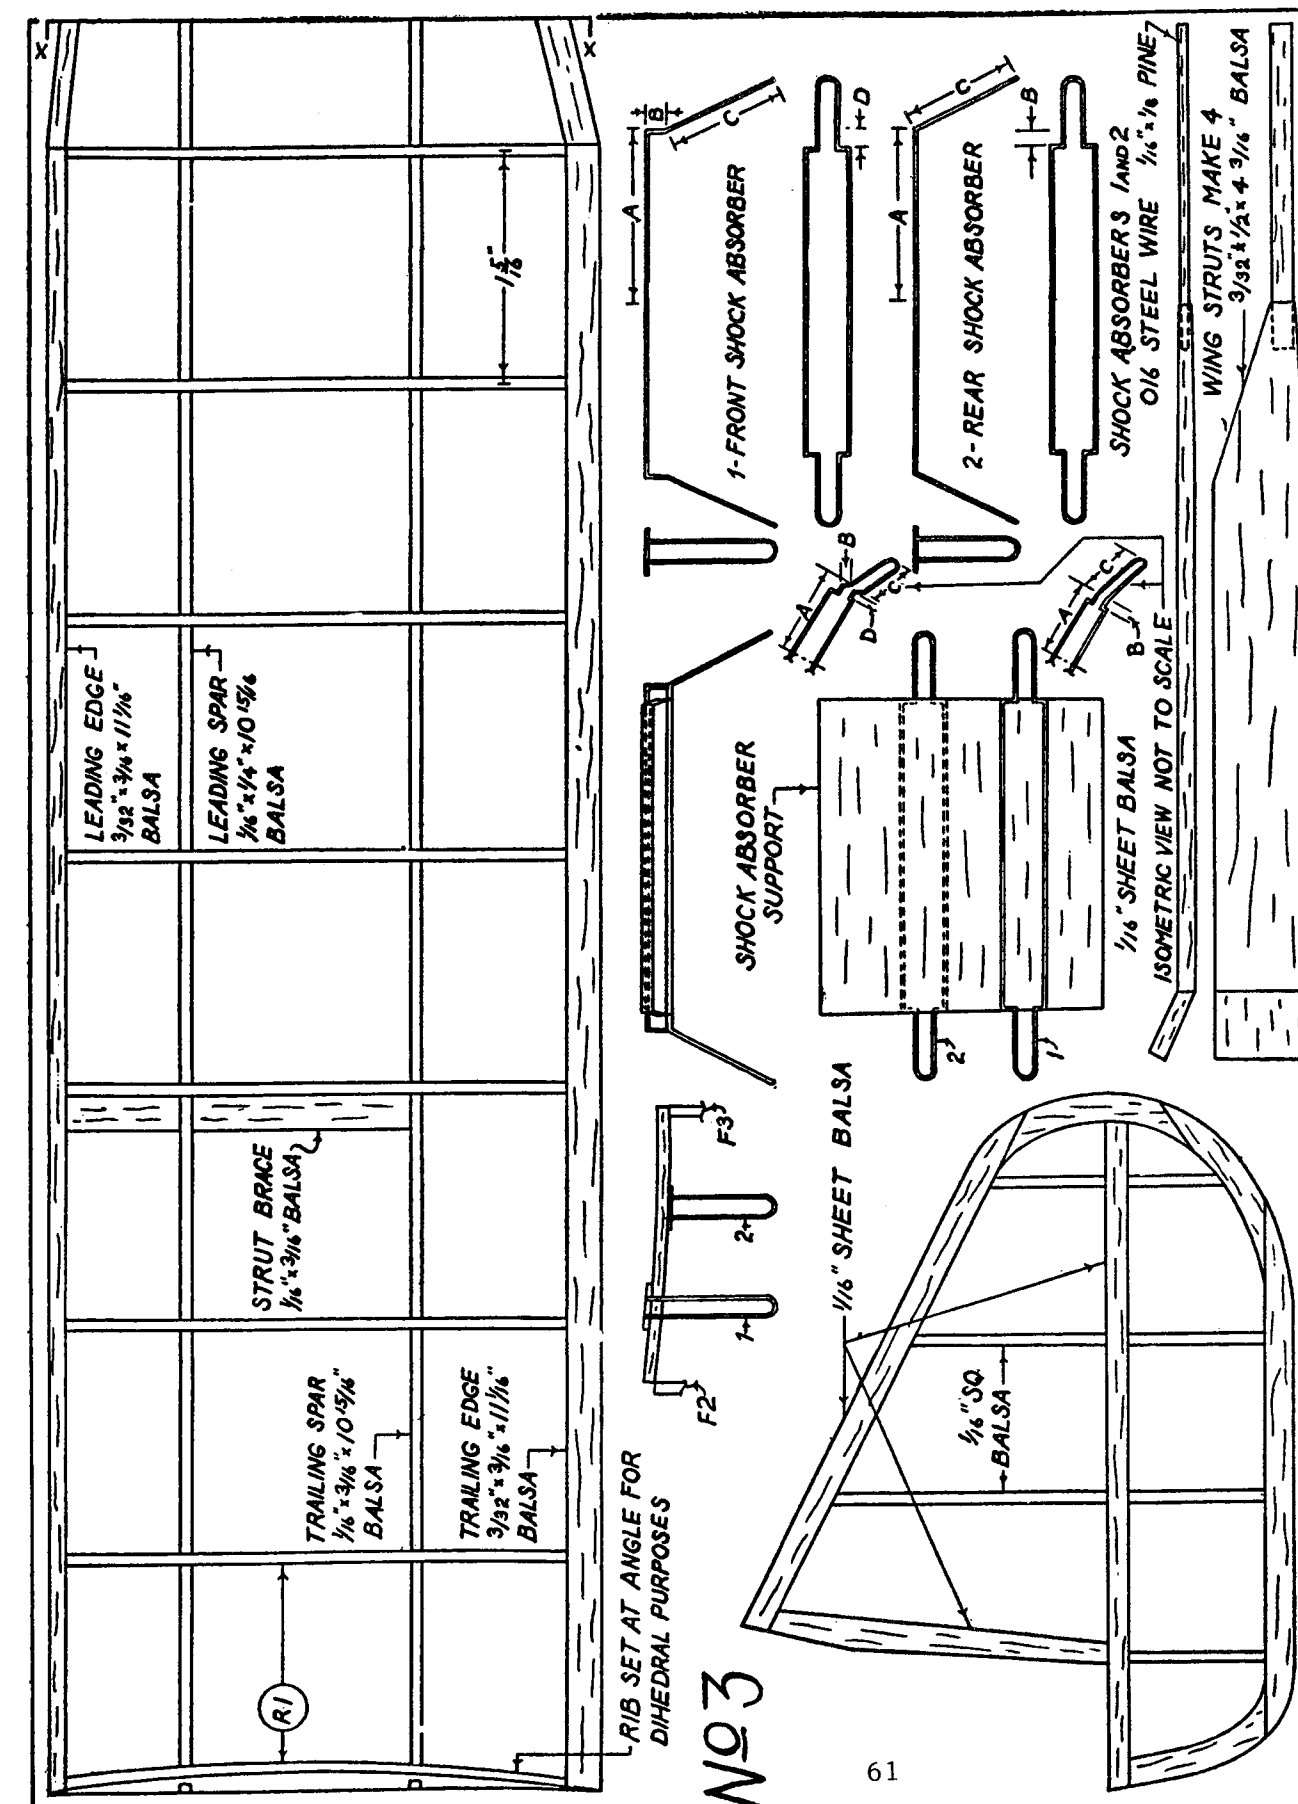 X
X
1 5/16"
LEADING EDGE
3/32" x 3/16 x 11 1/16"
BALSA
LEADING SPAR
1/16" x 1/4" x 10 15/16
BALSA
STRUT BRACE
1/16" x 3/16" BALSA
TRAILING SPAR
1/16" x 3/16" x 10 15/16"
BALSA
TRAILING EDGE
3/32" x 3/16" x 11 1/16"
BALSA
R1
RIB SET AT ANGLE FOR
DIHEDRAL PURPOSES
No 3
A
B
C
1-FRONT SHOCK ABSORBER
D
A
C
2-REAR SHOCK ABSORBER
B
SHOCK ABSORBERS 1 AND 2
016 STEEL WIRE
1/16" x 1/8 PINE
WING STRUTS MAKE 4
3/32" x 1/2" x 4 3/16" BALSA
A
B
C
D
A
C
B
ISOMETRIC VIEW NOT TO SCALE
SHOCK ABSORBER
SUPPORT
1/16" SHEET BALSA
2
1
F3
2
1
F2
1/16" SHEET BALSA
1/16" SQ.
BALSA
61